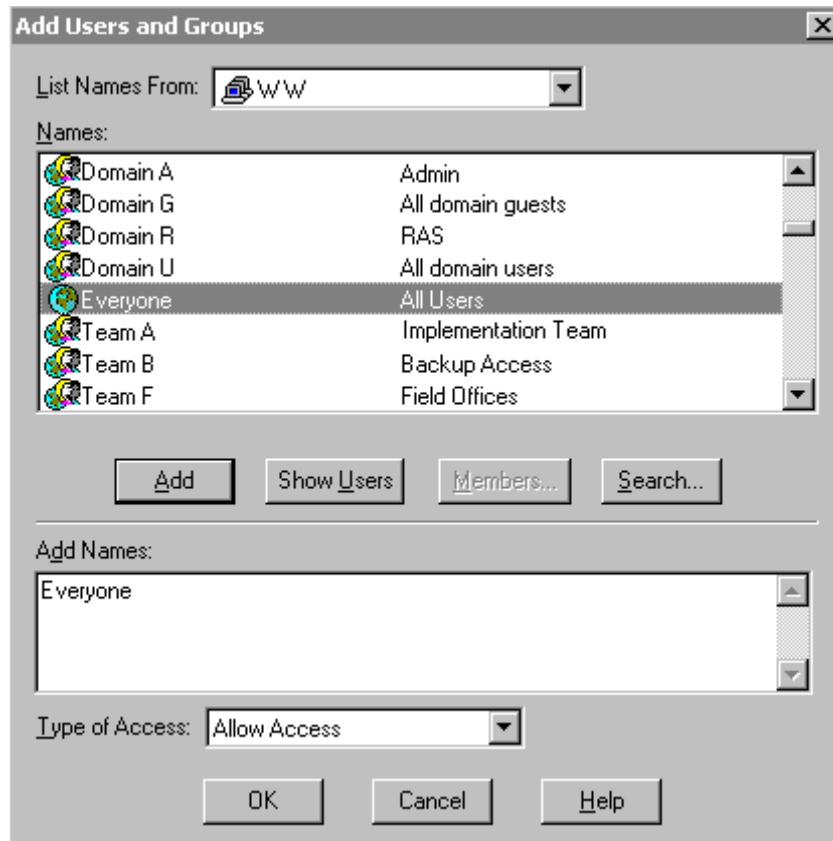 Add Users and Groups
List Names From: WW
Names:
Domain A Admin
Domain G All domain guests
Domain R RAS
Domain U All domain users
Everyone All Users
Team A Implementation Team
Team B Backup Access
Team F Field Offices
Add Show Users Members... Search...
Add Names:
Everyone
Type of Access: Allow Access
OK Cancel Help